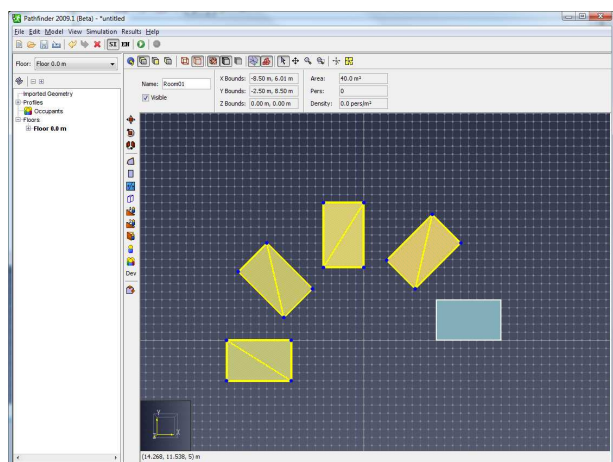 Pathfinder 2009.1 (Beta) - *untitled
File Edit Model View Simulation Results Help
SI EN
Floor: Floor 0.0 m
Name: Room01
X Bounds: -8.50 m, 6.01 m
Area: 40.0 m²
Visible
Y Bounds: -2.50 m, 8.50 m
Pers: 0
Z Bounds: 0.00 m, 0.00 m
Density: 0.0 pers/m²
Imported Geometry
Profiles
Occupants
Floors
Floor 0.0 m
Dev
Y
X
(14.268, 11.538, 5) m